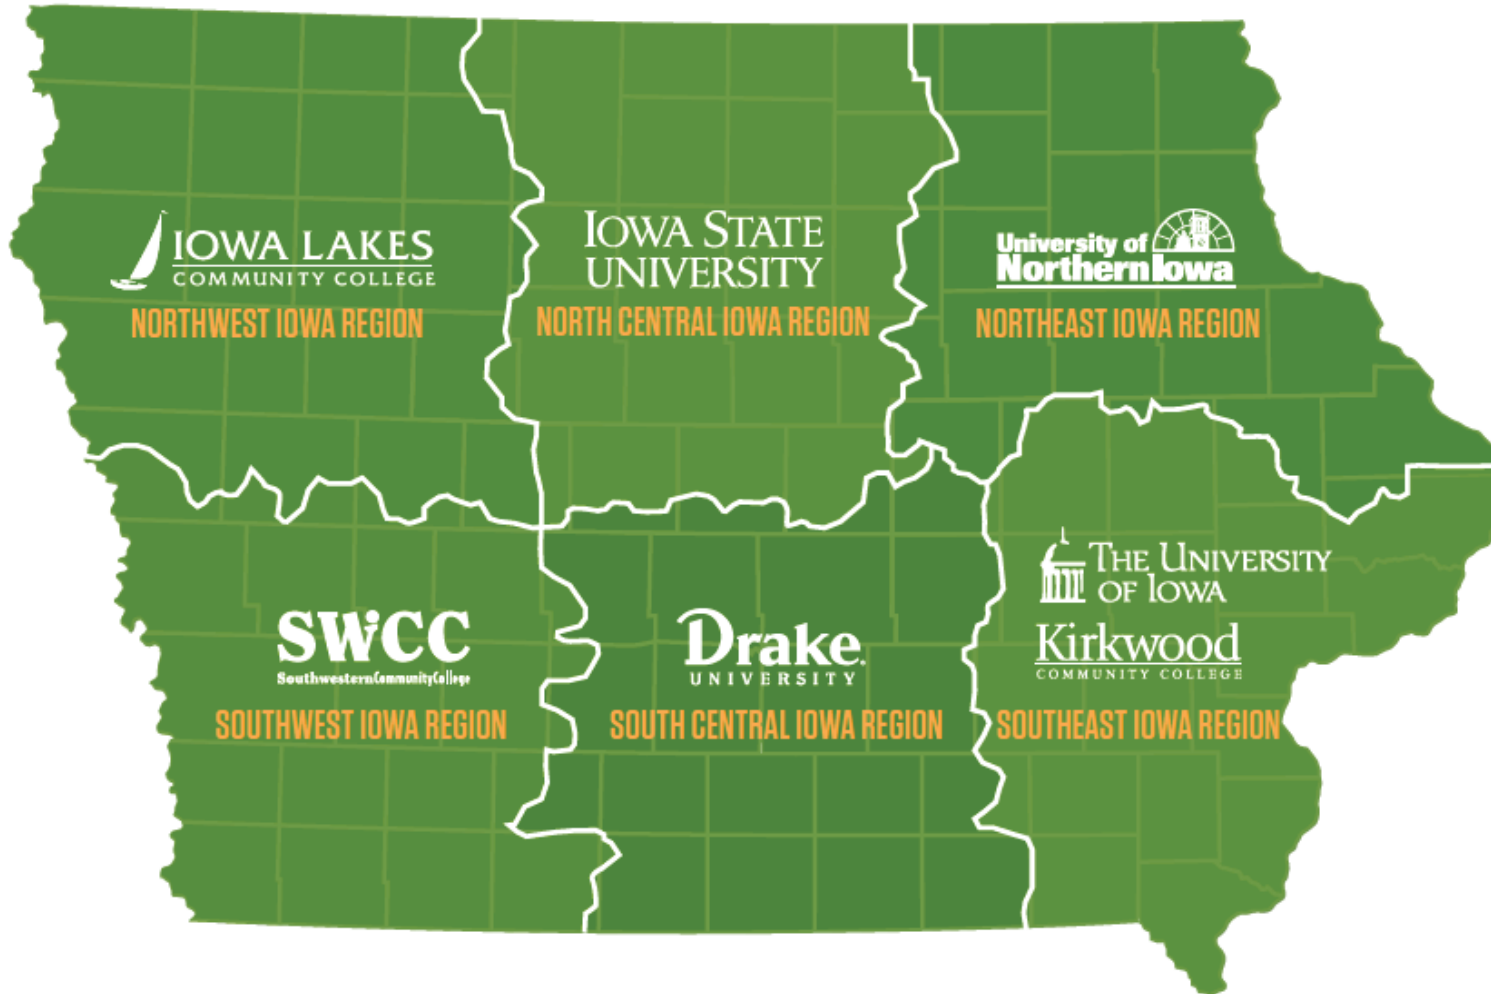 IOWA LAKES
COMMUNITY COLLEGE
NORTHWEST IOWA REGION
IOWA STATE
UNIVERSITY
NORTH CENTRAL IOWA REGION
University of
Northern Iowa
NORTHEAST IOWA REGION
SWiCC
Southwestern Community College
SOUTHWEST IOWA REGION
Drake
UNIVERSITY
SOUTH CENTRAL IOWA REGION
THE UNIVERSITY
OF IOWA
Kirkwood
COMMUNITY COLLEGE
SOUTHEAST IOWA REGION